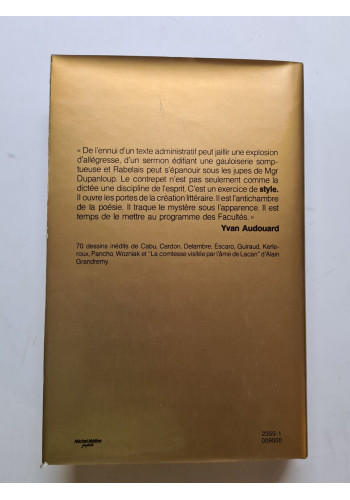 « De l'ennui d'un texte administratif peut jaillir une explosion
d'allégresse, d'un sermon édifiant une gauloiserie somp-
tueuse et Rabelais peut s'épanouir sous les jupes de Mgr
Dupanloup. Le contrepet n'est pas seulement comme la
dictée une discipline de l'esprit. C'est un exercice de style.
Il ouvre les portes de la création littéraire. Il est l'antichambre
de la poésie. Il traque le mystère sous l'apparence. Il est
temps de le mettre au programme des Facultés. »
Yvan Audouard
70 dessins inédits de Cabu, Cardon, Delambre, Escaro, Guiraud, Kerle-
roux, Pancho, Wozniak et "La comtesse visitée par l'âme de Lacan" d'Alain
Grandremy.
2355-1